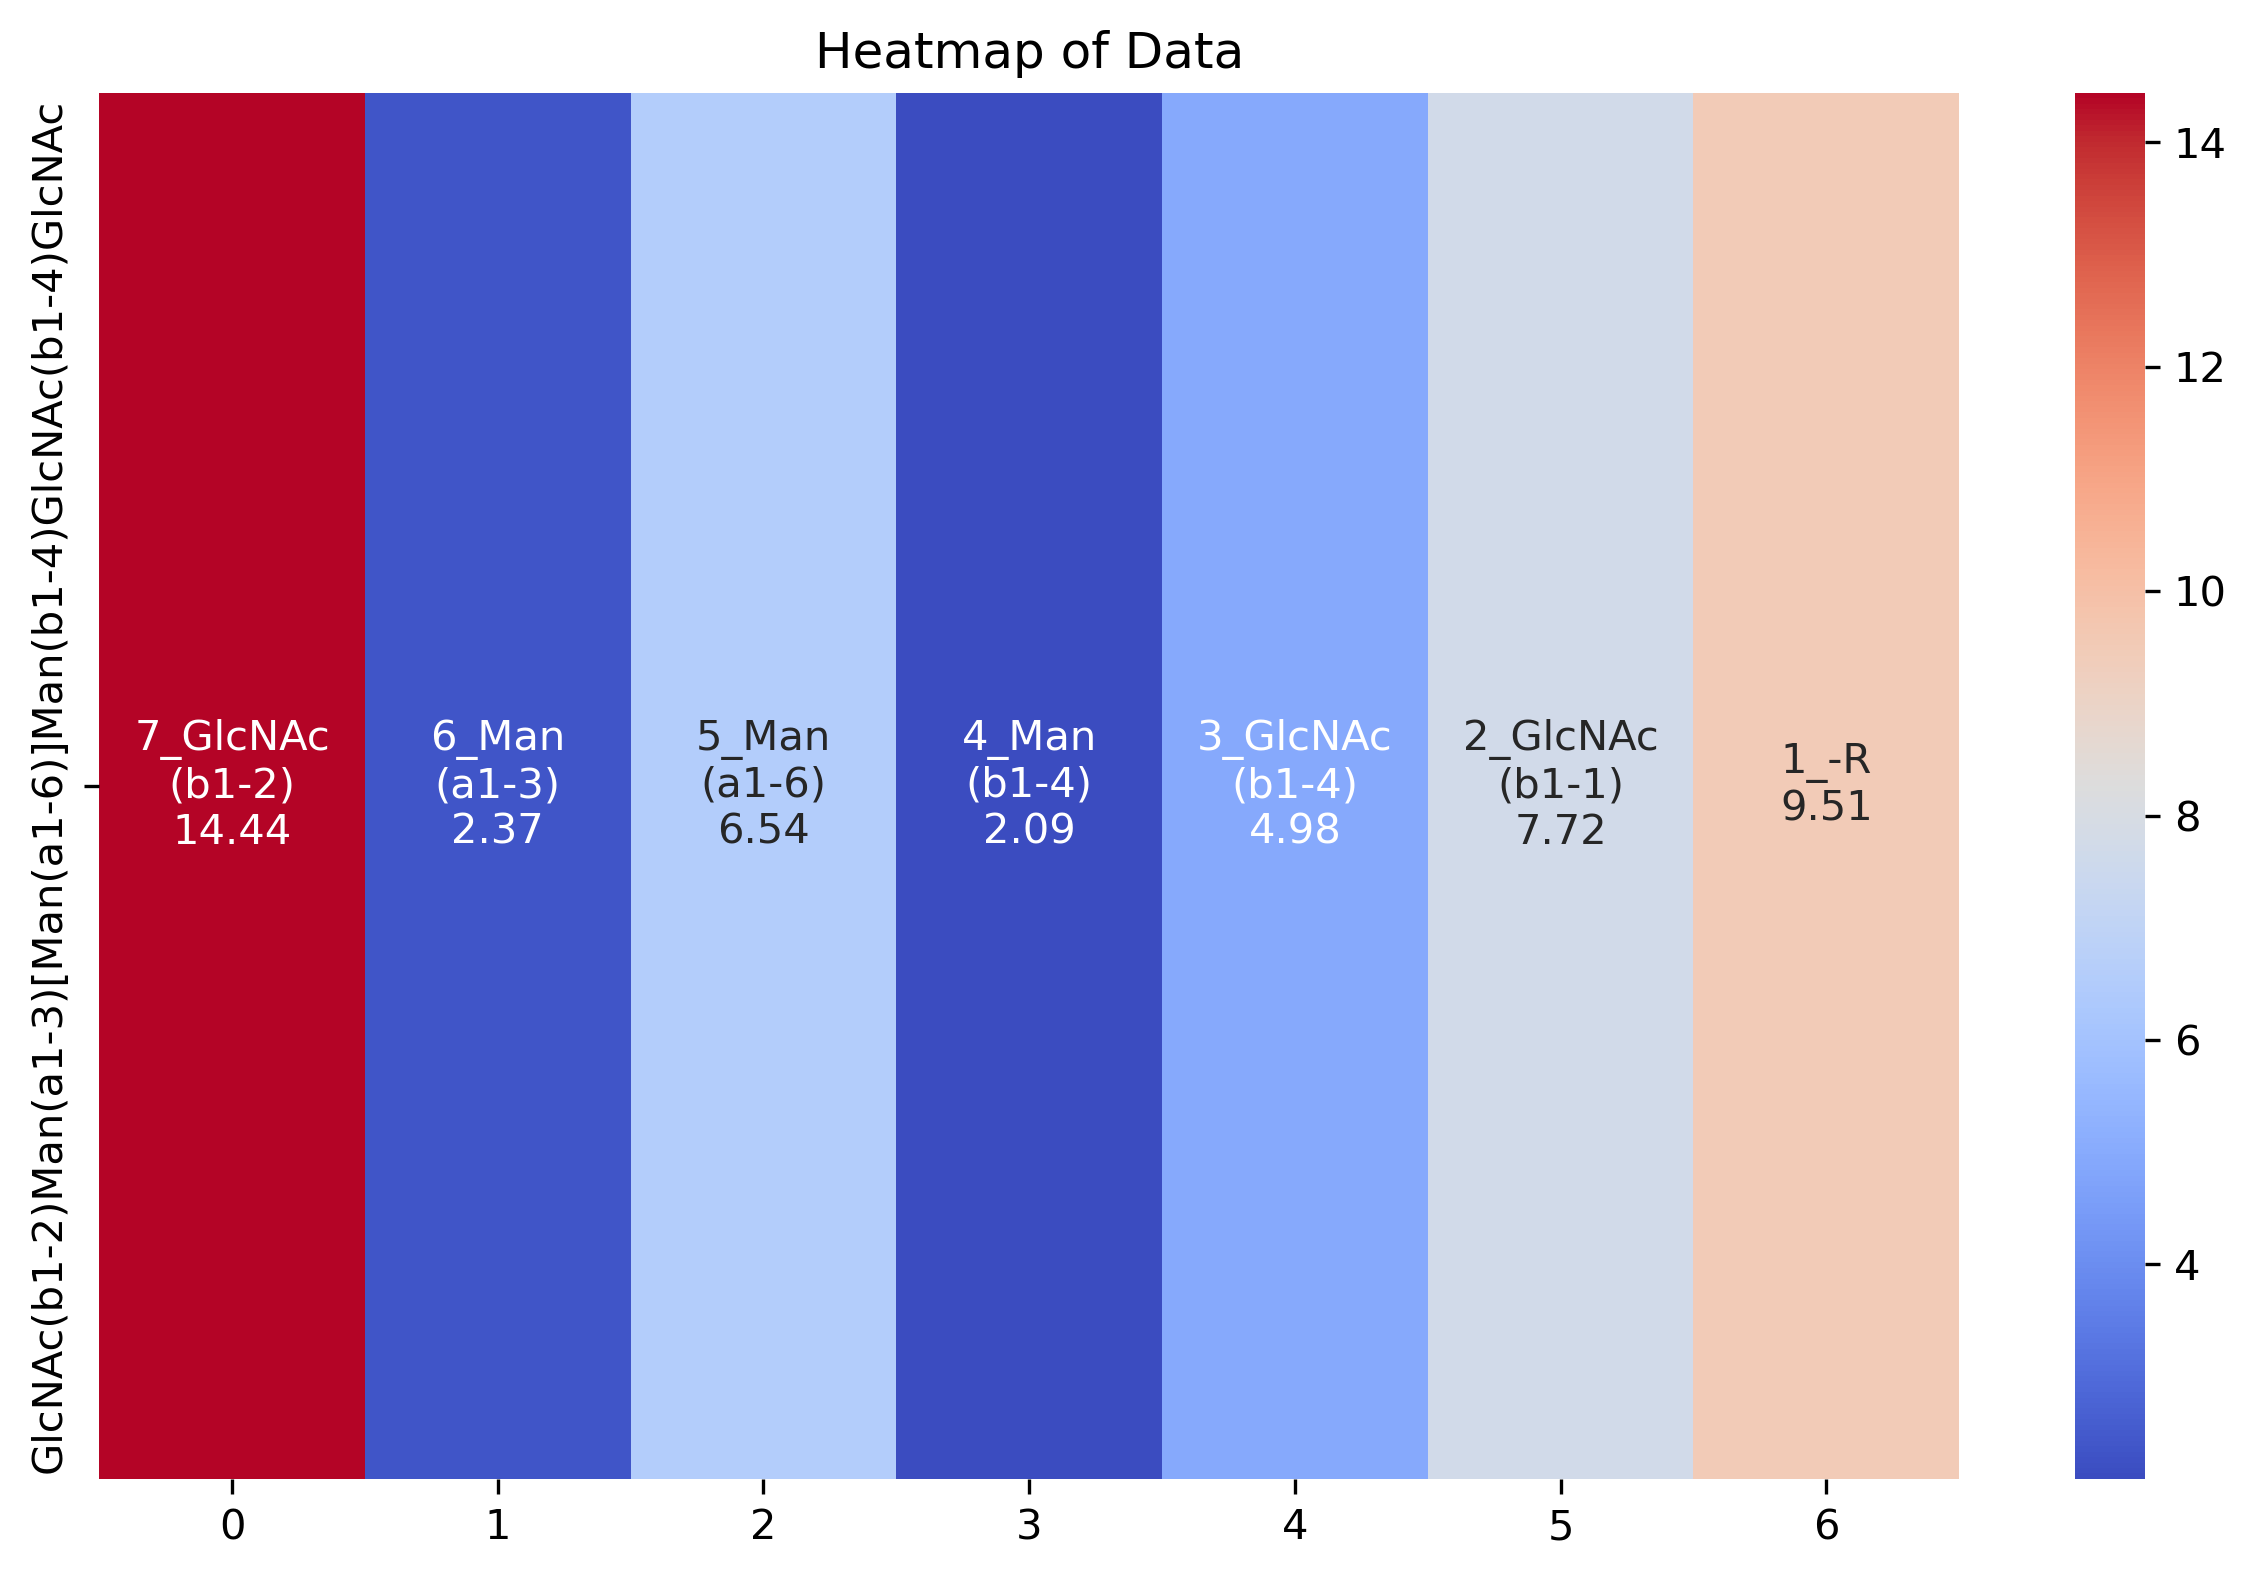 Heatmap of Data
GlcNAc(b1-2)Man(a1-3)[Man(a1-6)]Man(b1-4)GlcNAc(b1-4)GlcNAc
7_GlcNAc
(b1-2)
14.44
6_Man
(a1-3)
2.37
5_Man
(a1-6)
6.54
4_Man
(b1-4)
2.09
3_GlcNAc
(b1-4)
4.98
2_GlcNAc
(b1-1)
7.72
1_-R
9.51
0
1
2
3
4
5
6
14
12
10
8
6
4